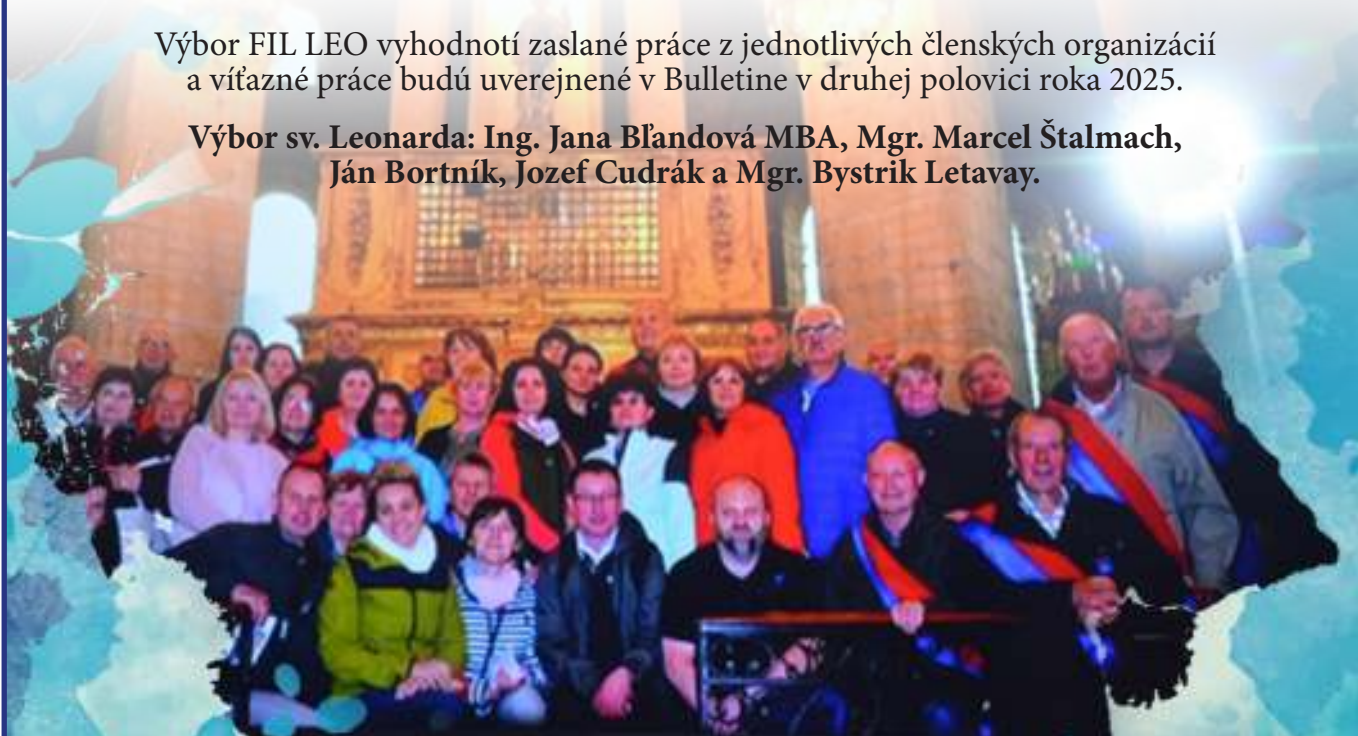 Výbor FIL LEO vyhodnotí zaslané práce z jednotlivých členských organizácií
a víťazné práce budú uverejnené v Bulletine v druhej polovici roka 2025.
Výbor sv. Leonarda: Ing. Jana Bľandová MBA, Mgr. Marcel Štalmach,
Ján Bortník, Jozef Cudrák a Mgr. Bystrik Letavay.